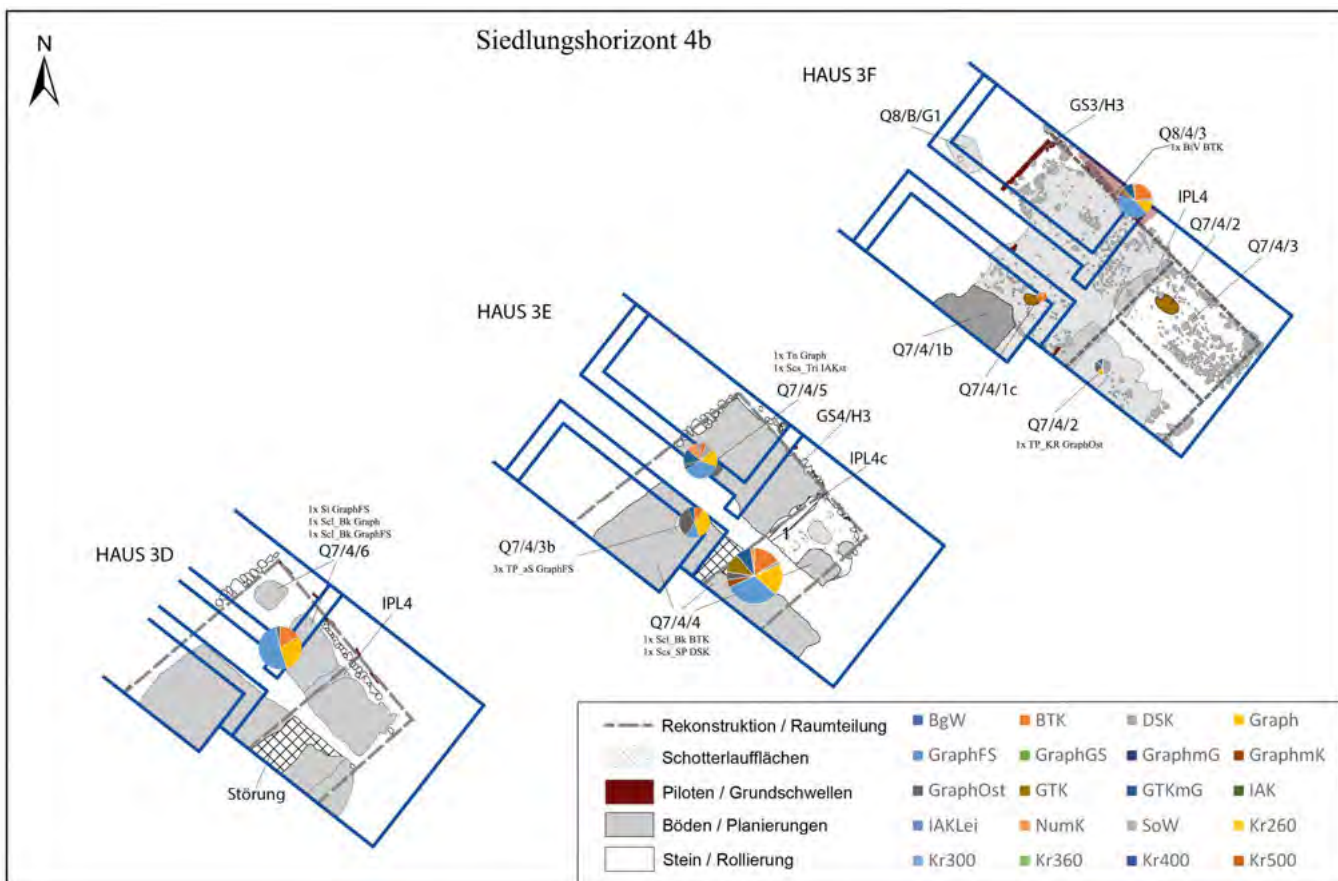 Siedlungshorizont 4b
N
HAUS 3F
GS3/H3
Q8/B/G1
Q8/4/3
1x BiV BTK
IPL4
Q7/4/2
Q7/4/3
Q7/4/1b
Q7/4/1c
Q7/4/2
1x TP_KR GraphOst
HAUS 3E
1x Tn Graph
1x Scs_Tri IAKst
Q7/4/5
GS4/H3
IPL4c
1
Q7/4/3b
3x TP_aS GraphFS
Q7/4/4
1x Scl_Bk BTK
1x Scs_SP DSK
HAUS 3D
1x Si GraphFS
1x Scl_Bk Graph
1x Scl_Bk GraphFS
Q7/4/6
IPL4
Störung
Rekonstruktion / Raumteilung
Schotterlaufflächen
Piloten / Grundschwellen
Böden / Planierungen
Stein / Rollierung
BgW BTK DSK Graph
GraphFS GraphGS GraphmG GraphmK
GraphOst GTK GTKmG IAK
IAKLei NumK SoW Kr260
Kr300 Kr360 Kr400 Kr500